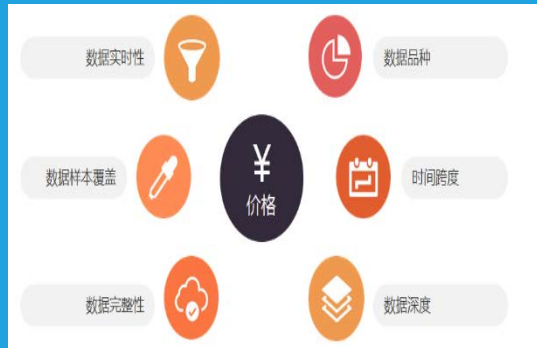 数据实时性
数据品种
¥
价格
数据样本覆盖
时间跨度
数据完整性
数据深度